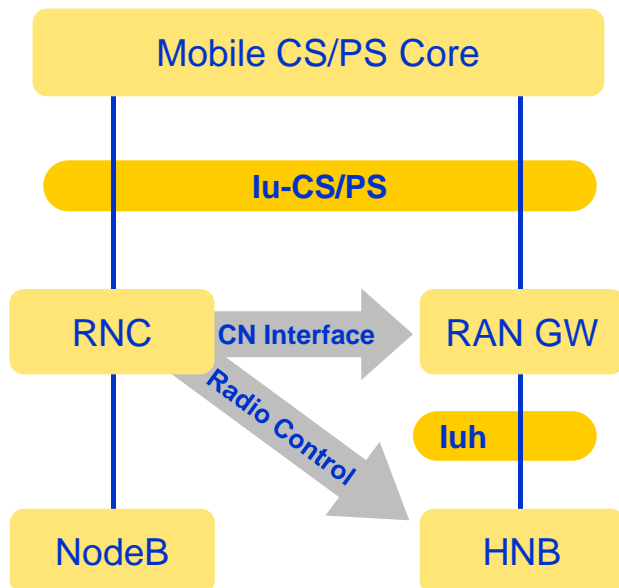 Mobile CS/PS Core
Iu-CS/PS
RNC
CN Interface
RAN GW
Radio Control
Iuh
NodeB
HNB